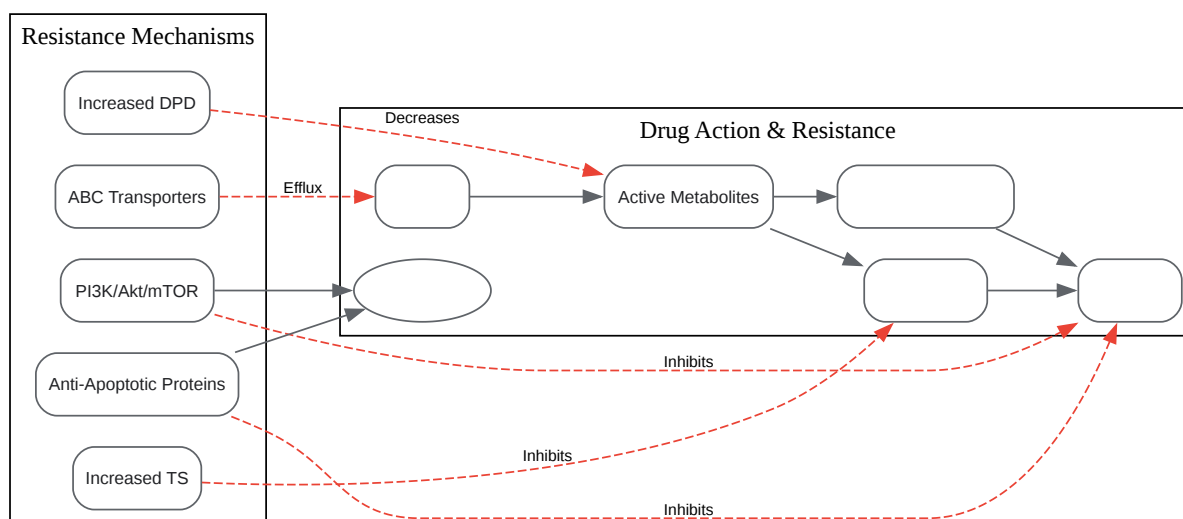 Resistance Mechanisms
Increased DPD
Decreases
Drug Action & Resistance
ABC Transporters
Efflux
Active Metabolites
PI3K/Akt/mTOR
Inhibits
Anti-Apoptotic Proteins
Inhibits
Increased TS
Inhibits